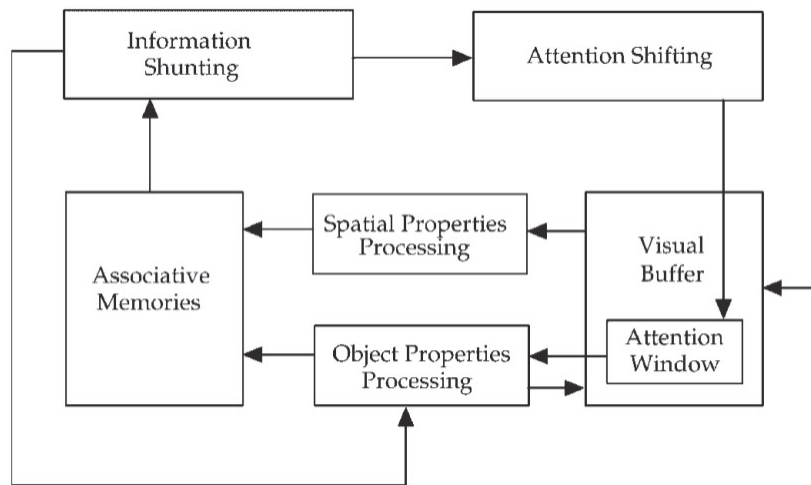 Information
Shunting
Attention Shifting
Spatial Properties
Processing
Visual
Buffer
Associative
Memories
Object Properties
Processing
Attention
Window